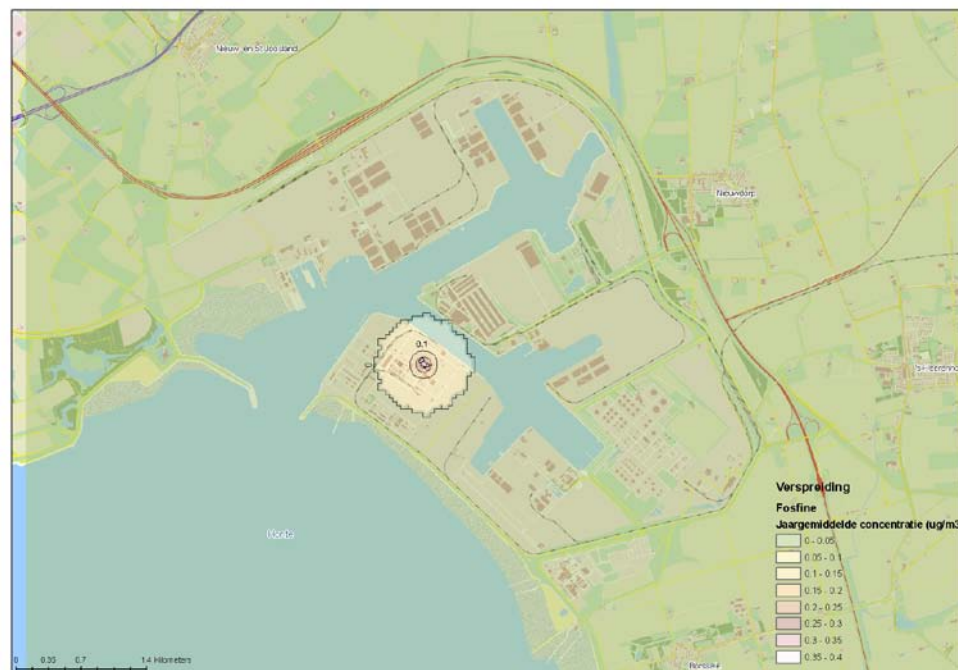 Nieuw- en St Joosland
Nieuwdorp
0.1
0
Verspreiding
Fosfine
Jaargemiddelde concentratie (ug/m3
0 - 0.05
0.05 - 0.1
0.1 - 0.15
0.15 - 0.2
0.2 - 0.25
0.25 - 0.3
0.3 - 0.35
0.35 - 0.4
0 0.35 0.7 1.4 Kilometers